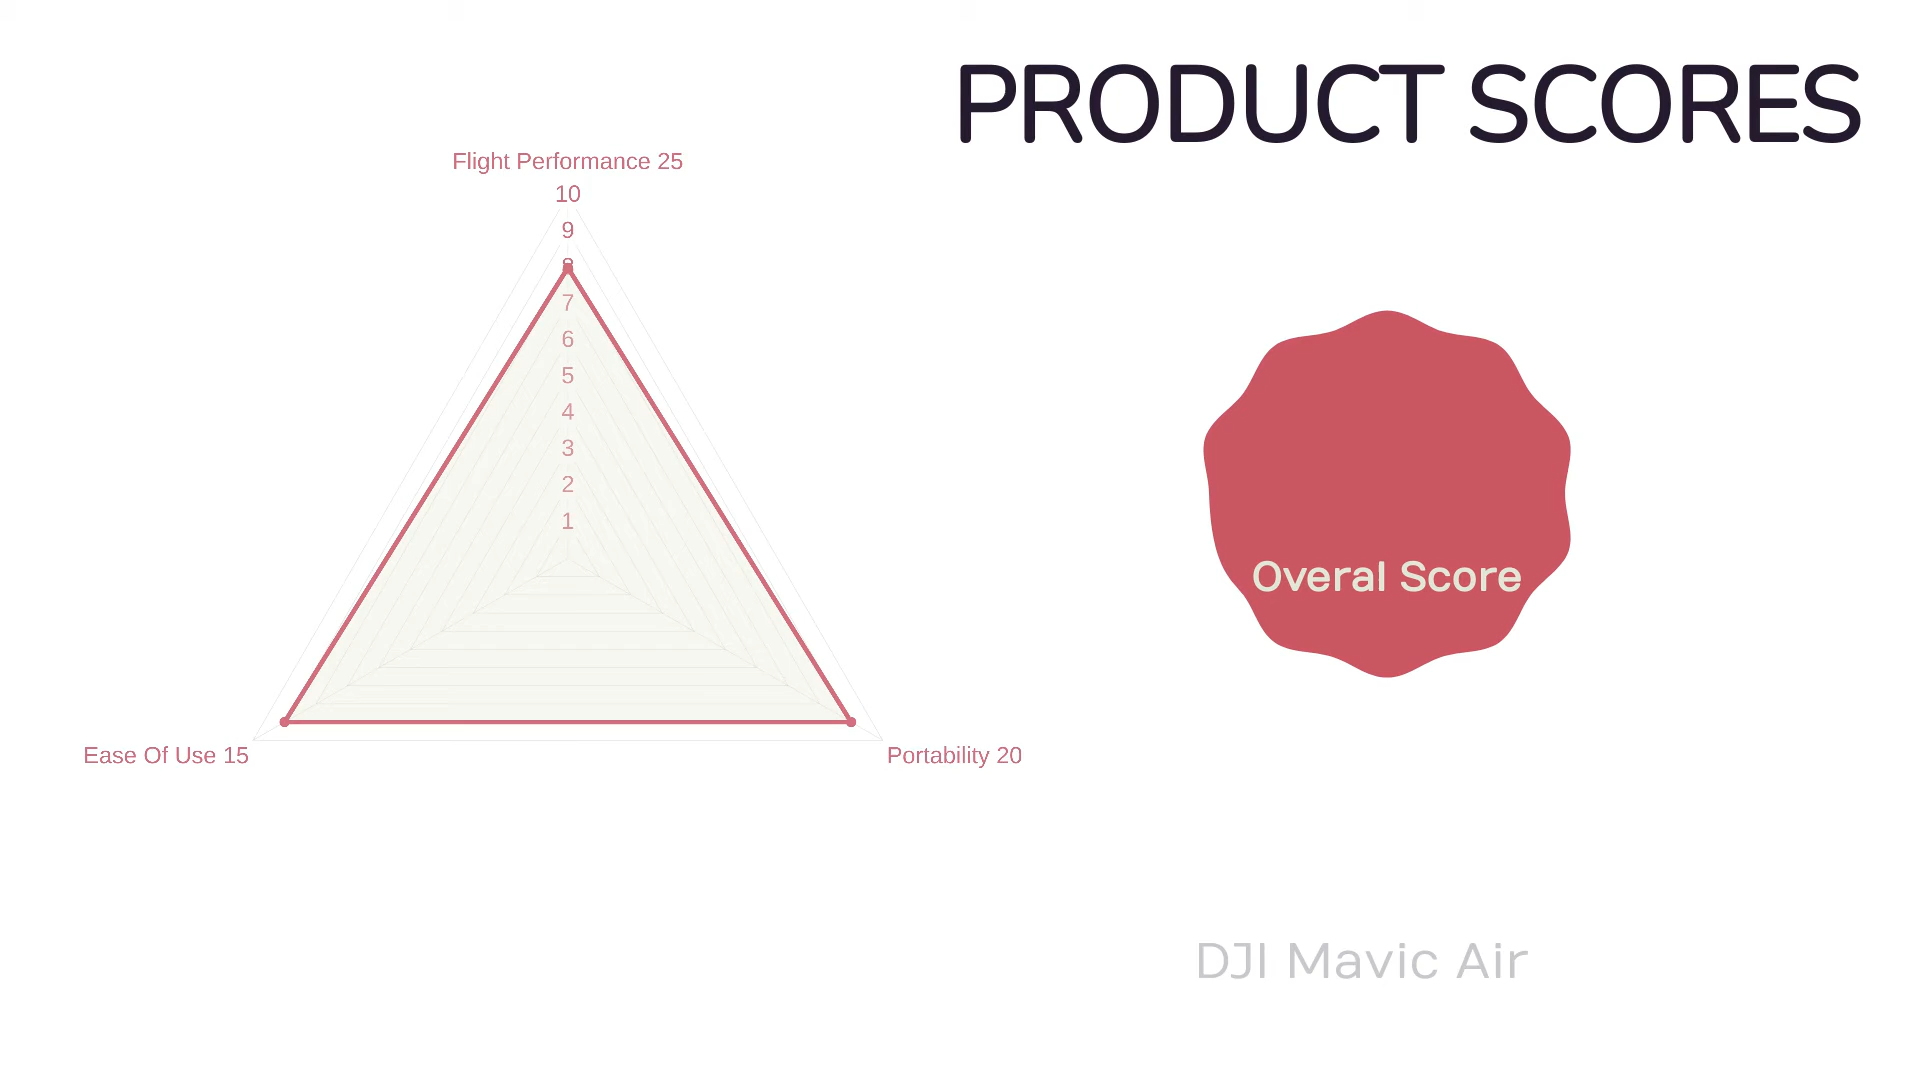 PRODUCT SCORES
Flight Performance 25
10
9
8
7
6
5
4
3
2
1
Ease Of Use 15
Portability 20
Overal Score
DJI Mavic Air